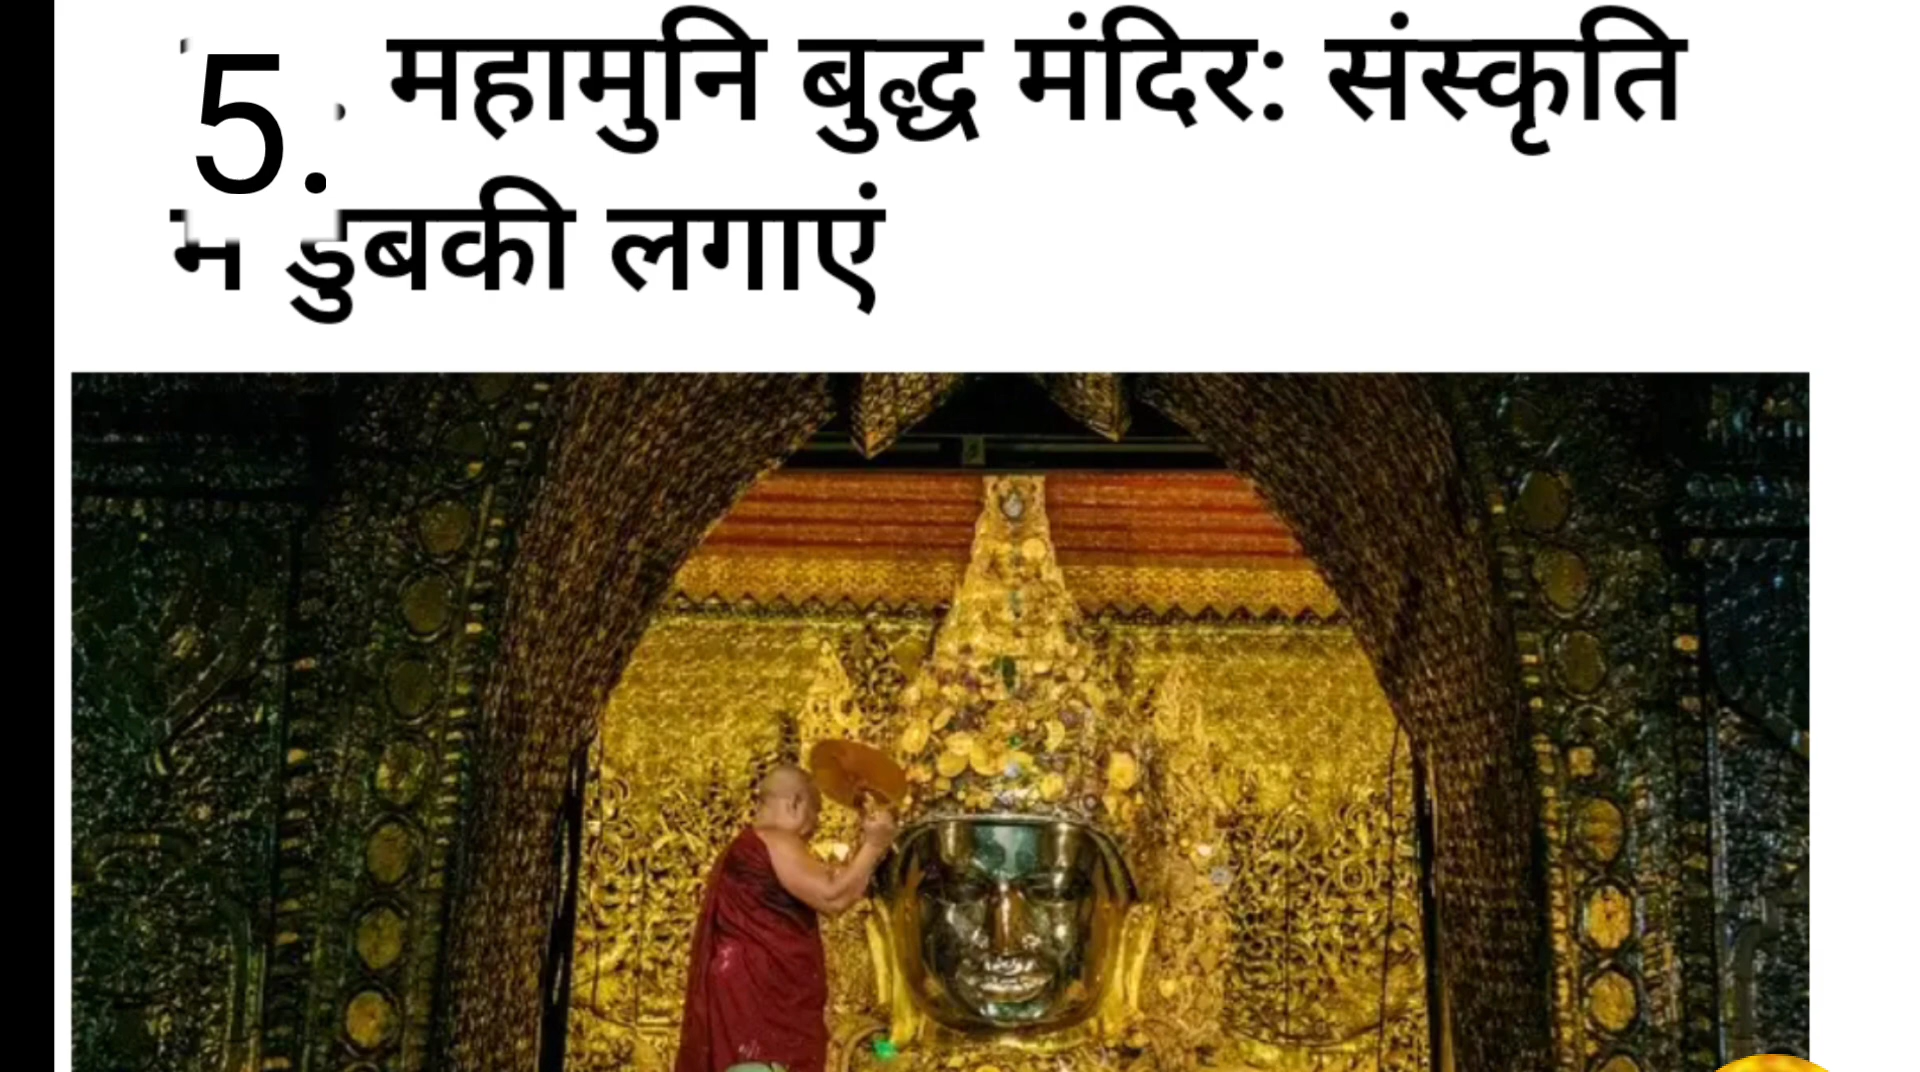 5. महामुनि बुद्ध मंदिर: संस्कृति
में डुबकी लगाएं